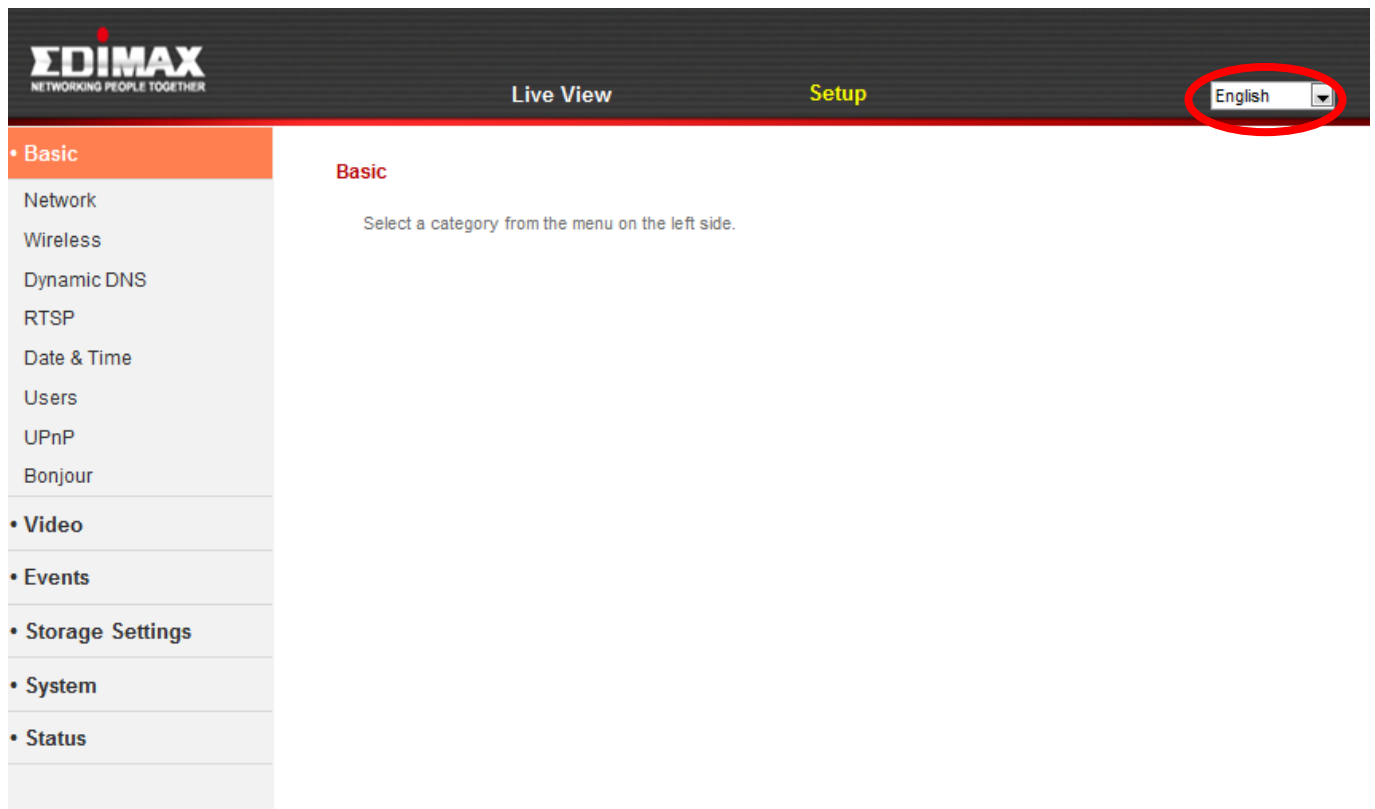 EDIMAX
NETWORKING PEOPLE TOGETHER
Live View
Setup
English
• Basic
Network
Wireless
Dynamic DNS
RTSP
Date & Time
Users
UPnP
Bonjour
• Video
• Events
• Storage Settings
• System
• Status
Basic
Select a category from the menu on the left side.